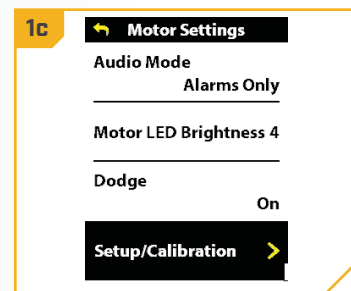 1c
Motor Settings
Audio Mode
Alarms Only
Motor LED Brightness 4
Dodge
On
Setup/Calibration